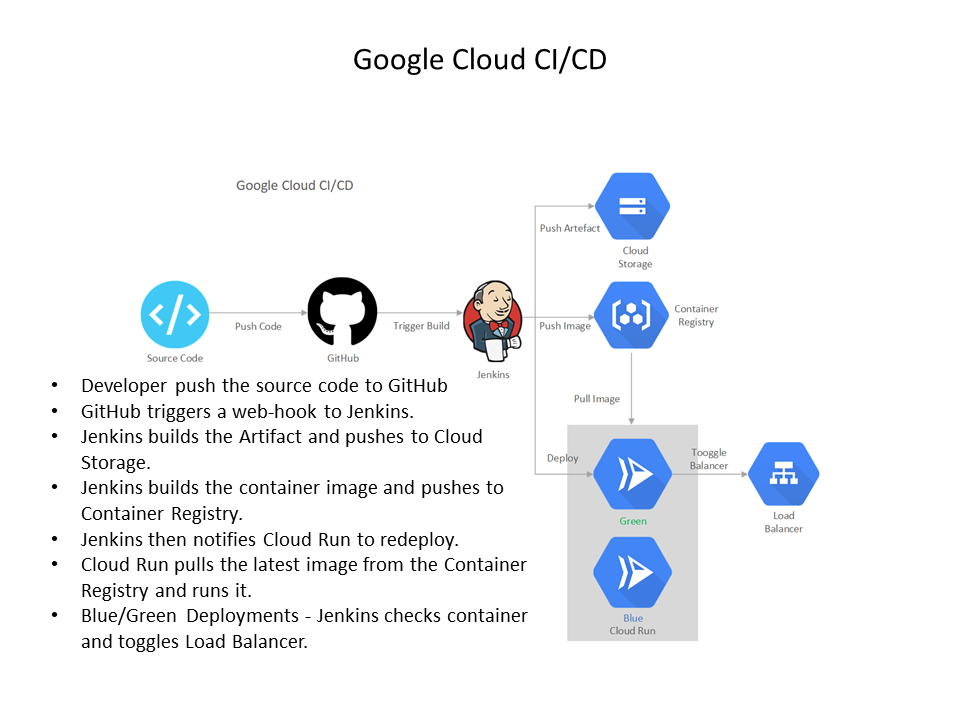 Google Cloud CI/CD
Google Cloud CI/CD
Push Artefact
Cloud
Storage
Push Code
Trigger Build
Push Image
Container
Registry
Source Code
GitHub
Jenkins
Pull Image
• Developer push the source code to GitHub
• GitHub triggers a web-hook to Jenkins.
• Jenkins builds the Artifact and pushes to Cloud
Storage.
• Jenkins builds the container image and pushes to
Container Registry.
• Jenkins then notifies Cloud Run to redeploy.
• Cloud Run pulls the latest image from the Container
Registry and runs it.
• Blue/Green Deployments - Jenkins checks container
and toggles Load Balancer.
Deploy
Tooggle
Balancer
Green
Load
Balancer
Blue
Cloud Run